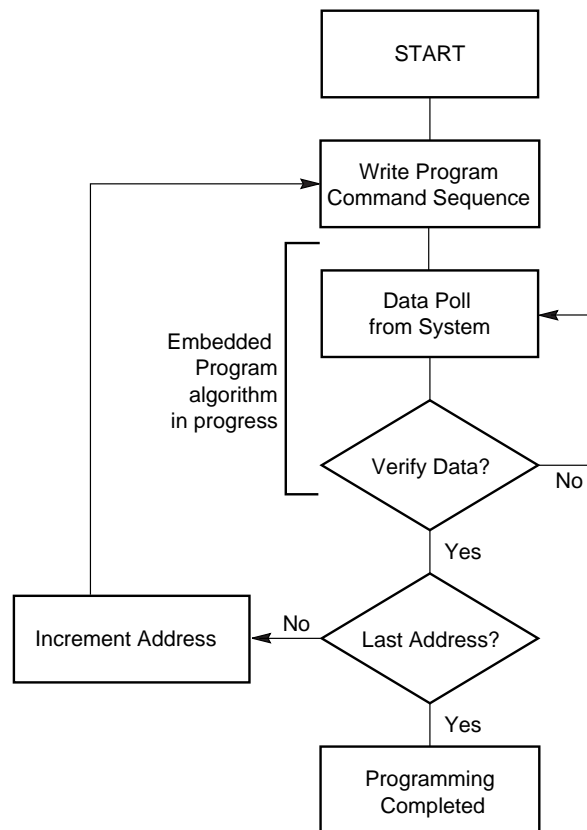 START
Write Program
Command Sequence
Data Poll
from System
Embedded
Program
algorithm
in progress
Verify Data?
No
Yes
No
Increment Address
Last Address?
Yes
Programming
Completed